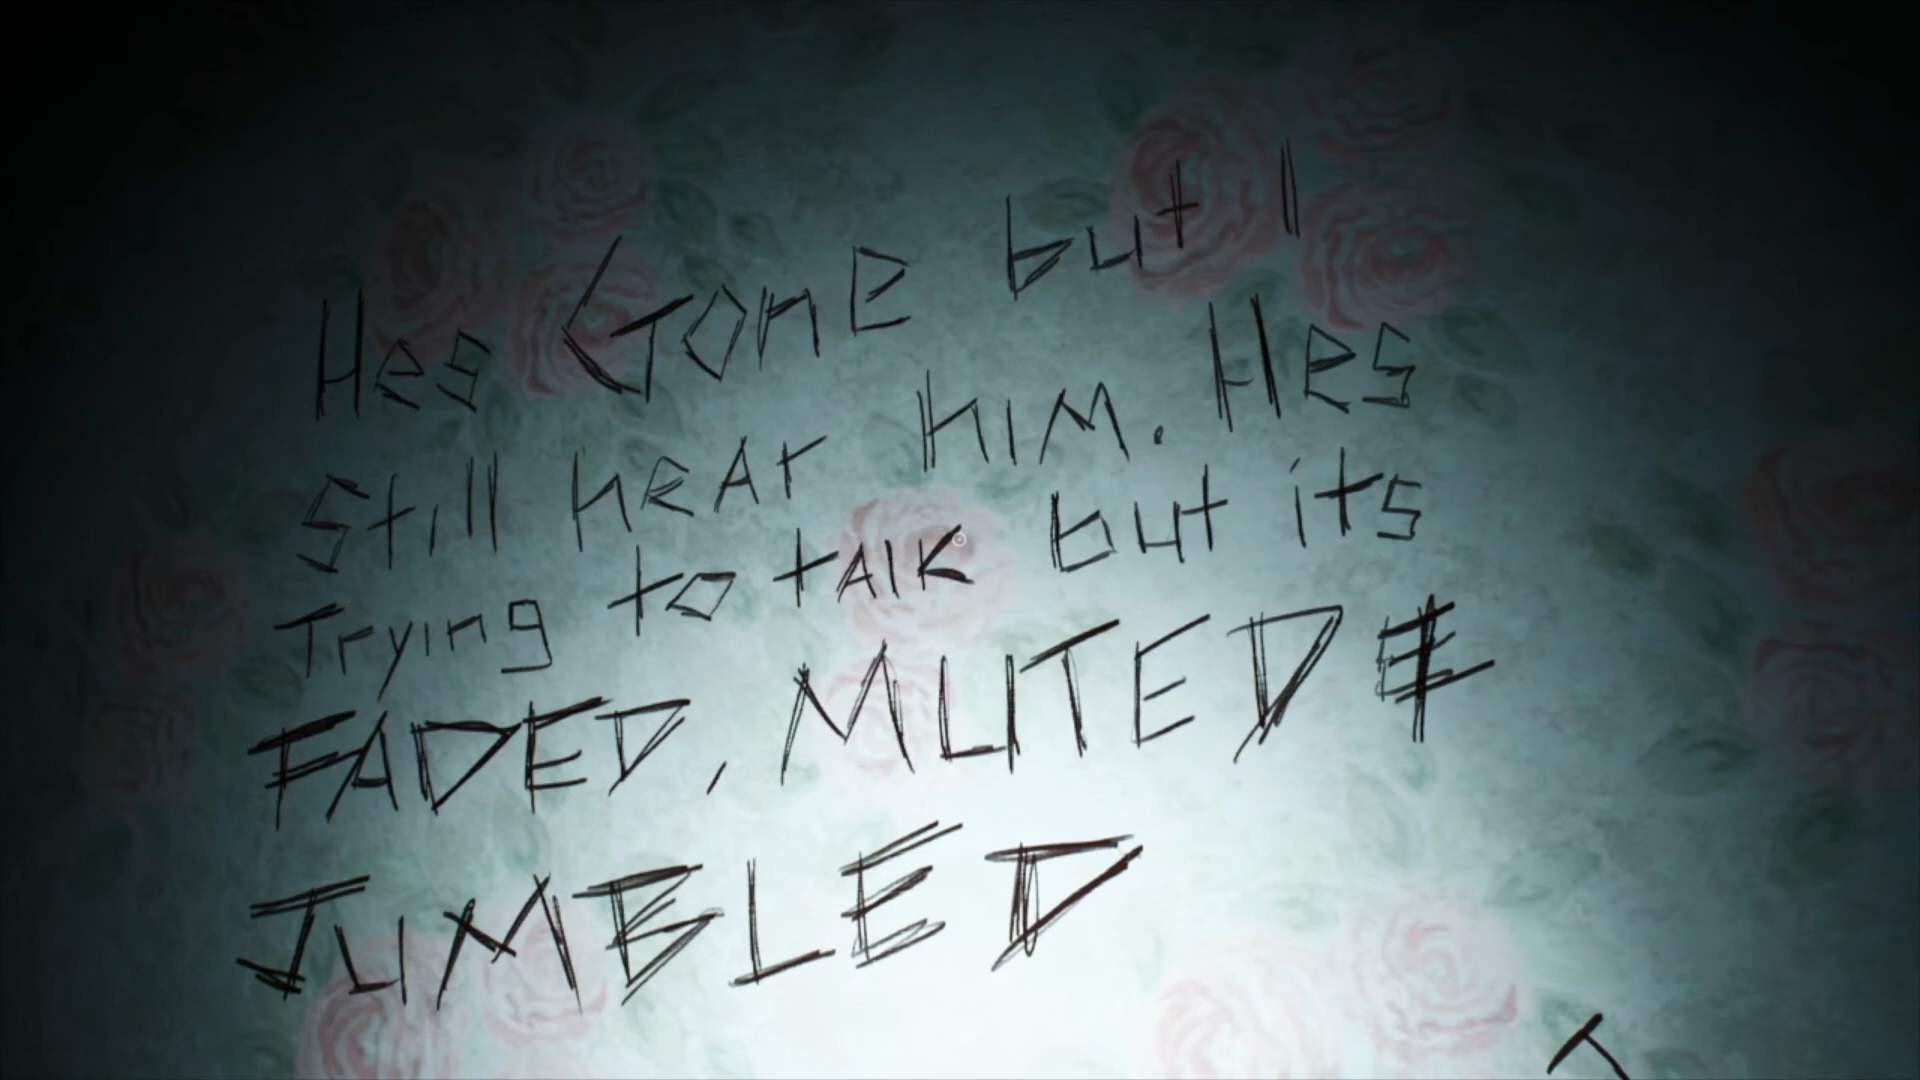 Hes Gone but I
Still heAr him. Hes
Trying to tAlk but its
FADED, MUTED &
JuMBLED